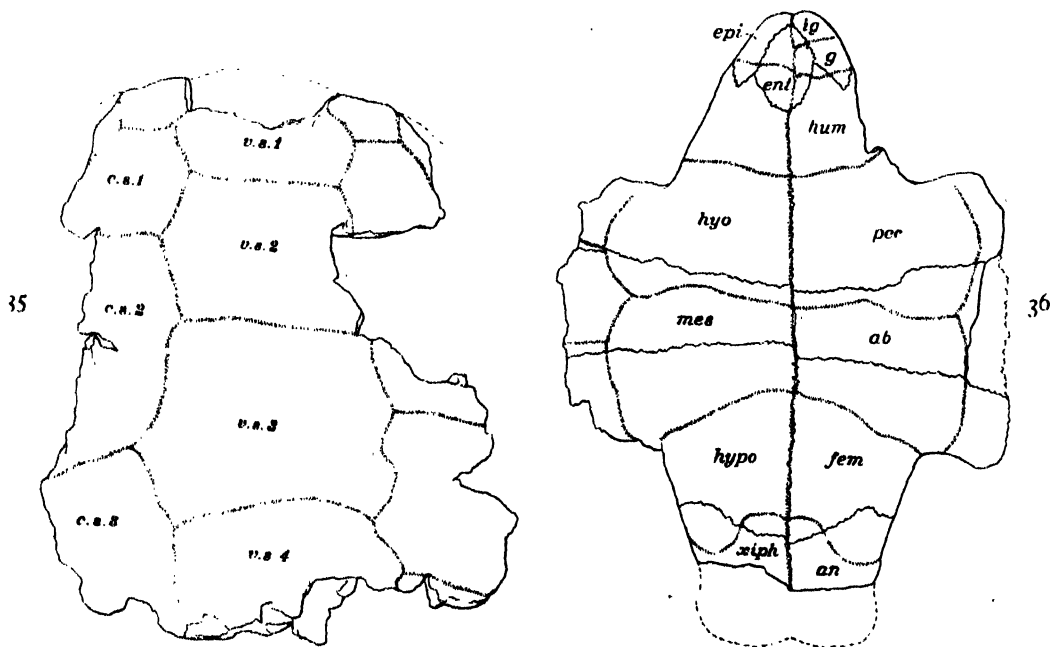 v.s.1
c.s.1
v.s.2
c.s.2
v.s.3
c.s.3
v.s.4
35
epi
ig
g
ent
hum
hyo
pec
mes
ab
hypo
fem
xiph
an
36